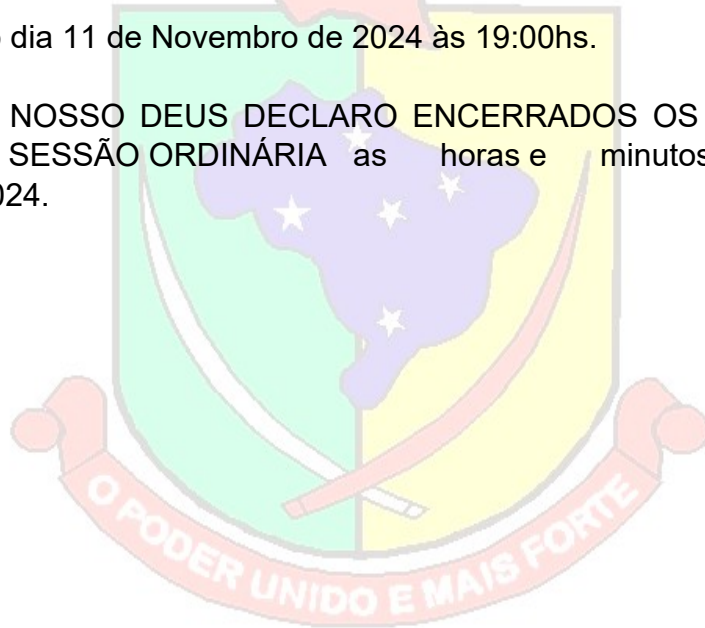 dia 11 de Novembro de 2024 às 19:00hs.
NOSSO DEUS DECLARO ENCERRADOS OS
SESSÃO ORDINÁRIA as horas e minutos
024.
O PODER UNIDO E MAIS FORTE